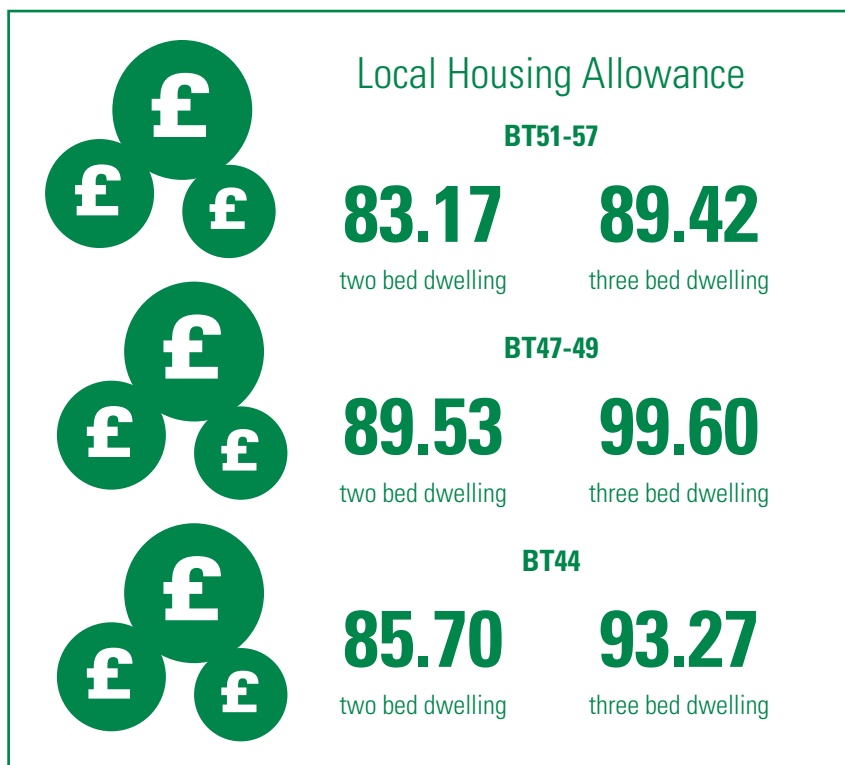 Local Housing Allowance
BT51-57
£
£
£
83.17 89.42
two bed dwelling three bed dwelling
BT47-49
£
£
£
89.53 99.60
two bed dwelling three bed dwelling
BT44
£
£
£
85.70 93.27
two bed dwelling three bed dwelling